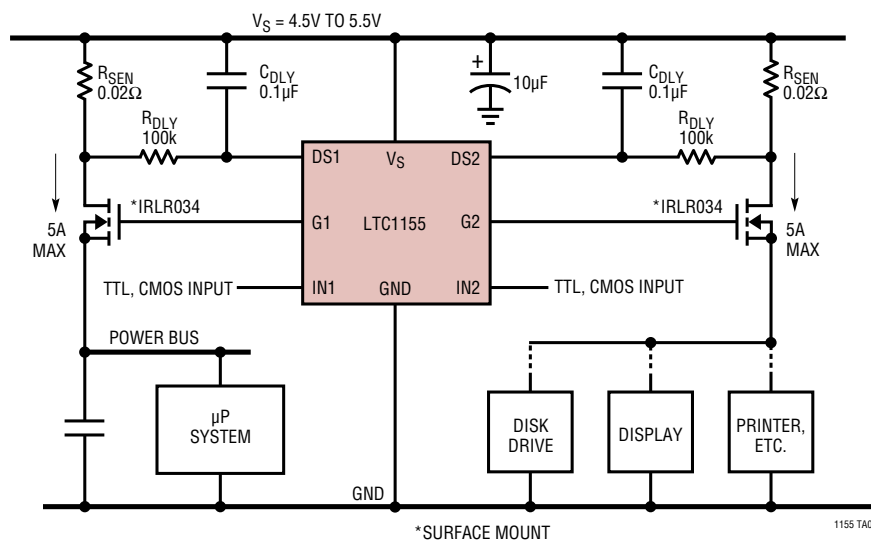 V_S = 4.5V TO 5.5V
R_SEN
0.02Ω
C_DLY
0.1µF
R_DLY
100k
+
10µF
C_DLY
0.1µF
R_DLY
100k
R_SEN
0.02Ω
DS1
V_S
DS2
5A
MAX
*IRLR034
G1
LTC1155
G2
*IRLR034
5A
MAX
TTL, CMOS INPUT
IN1
GND
IN2
TTL, CMOS INPUT
POWER BUS
µP
SYSTEM
DISK
DRIVE
DISPLAY
PRINTER,
ETC.
GND
*SURFACE MOUNT
1155